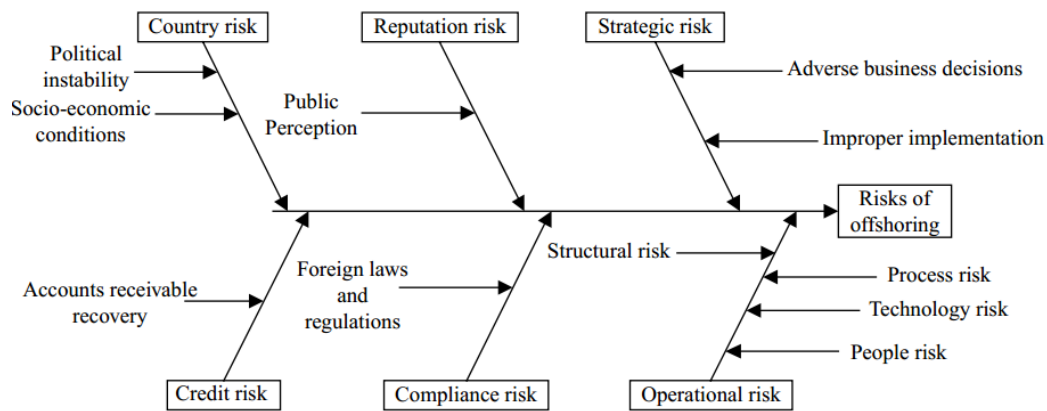 Country risk
Reputation risk
Strategic risk
Political
instability
Adverse business decisions
Socio-economic
conditions
Public
Perception
Improper implementation
Risks of
offshoring
Structural risk
Foreign laws
and
regulations
Process risk
Accounts receivable
recovery
Technology risk
People risk
Credit risk
Compliance risk
Operational risk